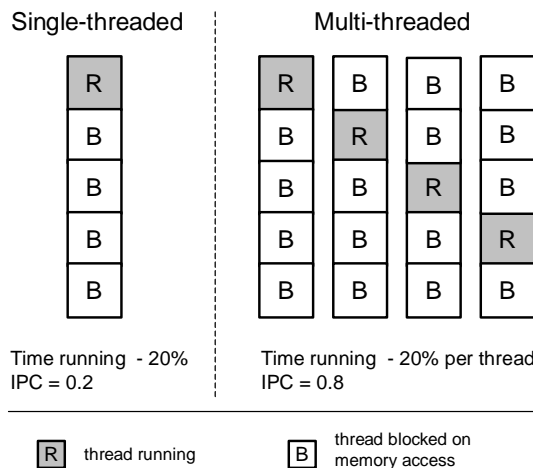 Single-threaded
Multi-threaded
R R B B B
B B R B B
B B B R B
B B B B R
B B B B B
Time running - 20%
IPC = 0.2
Time running - 20% per thread
IPC = 0.8
R thread running
B thread blocked on
memory access